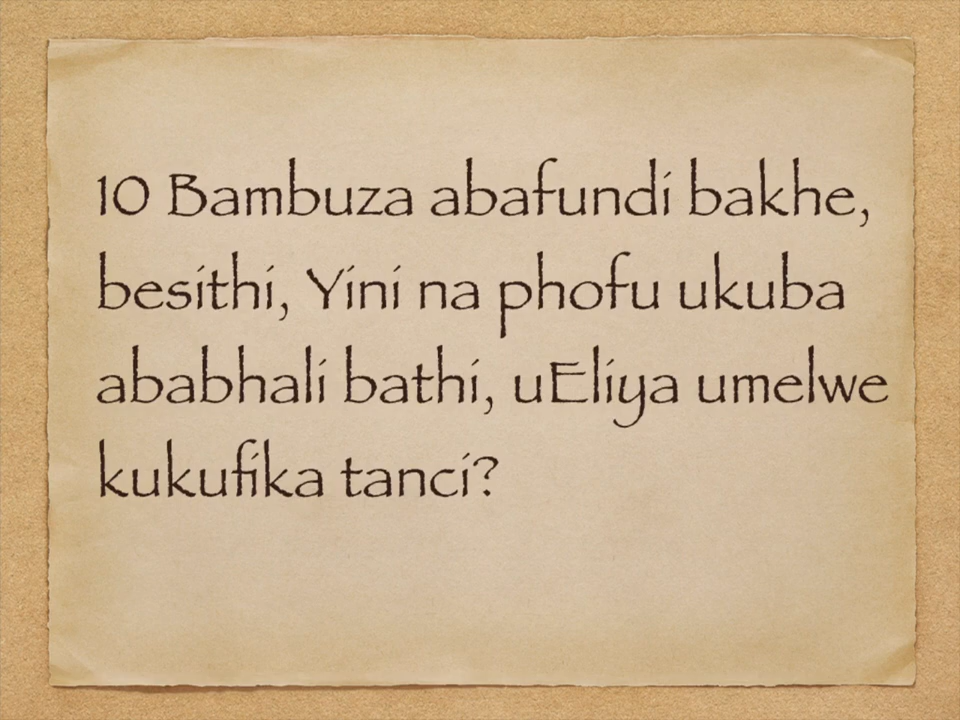 10 Bambuza abafundi bakhe,
besithi, Yini na phofu ukuba
ababhali bathi, uEliya umelwe
kukufika tanci?